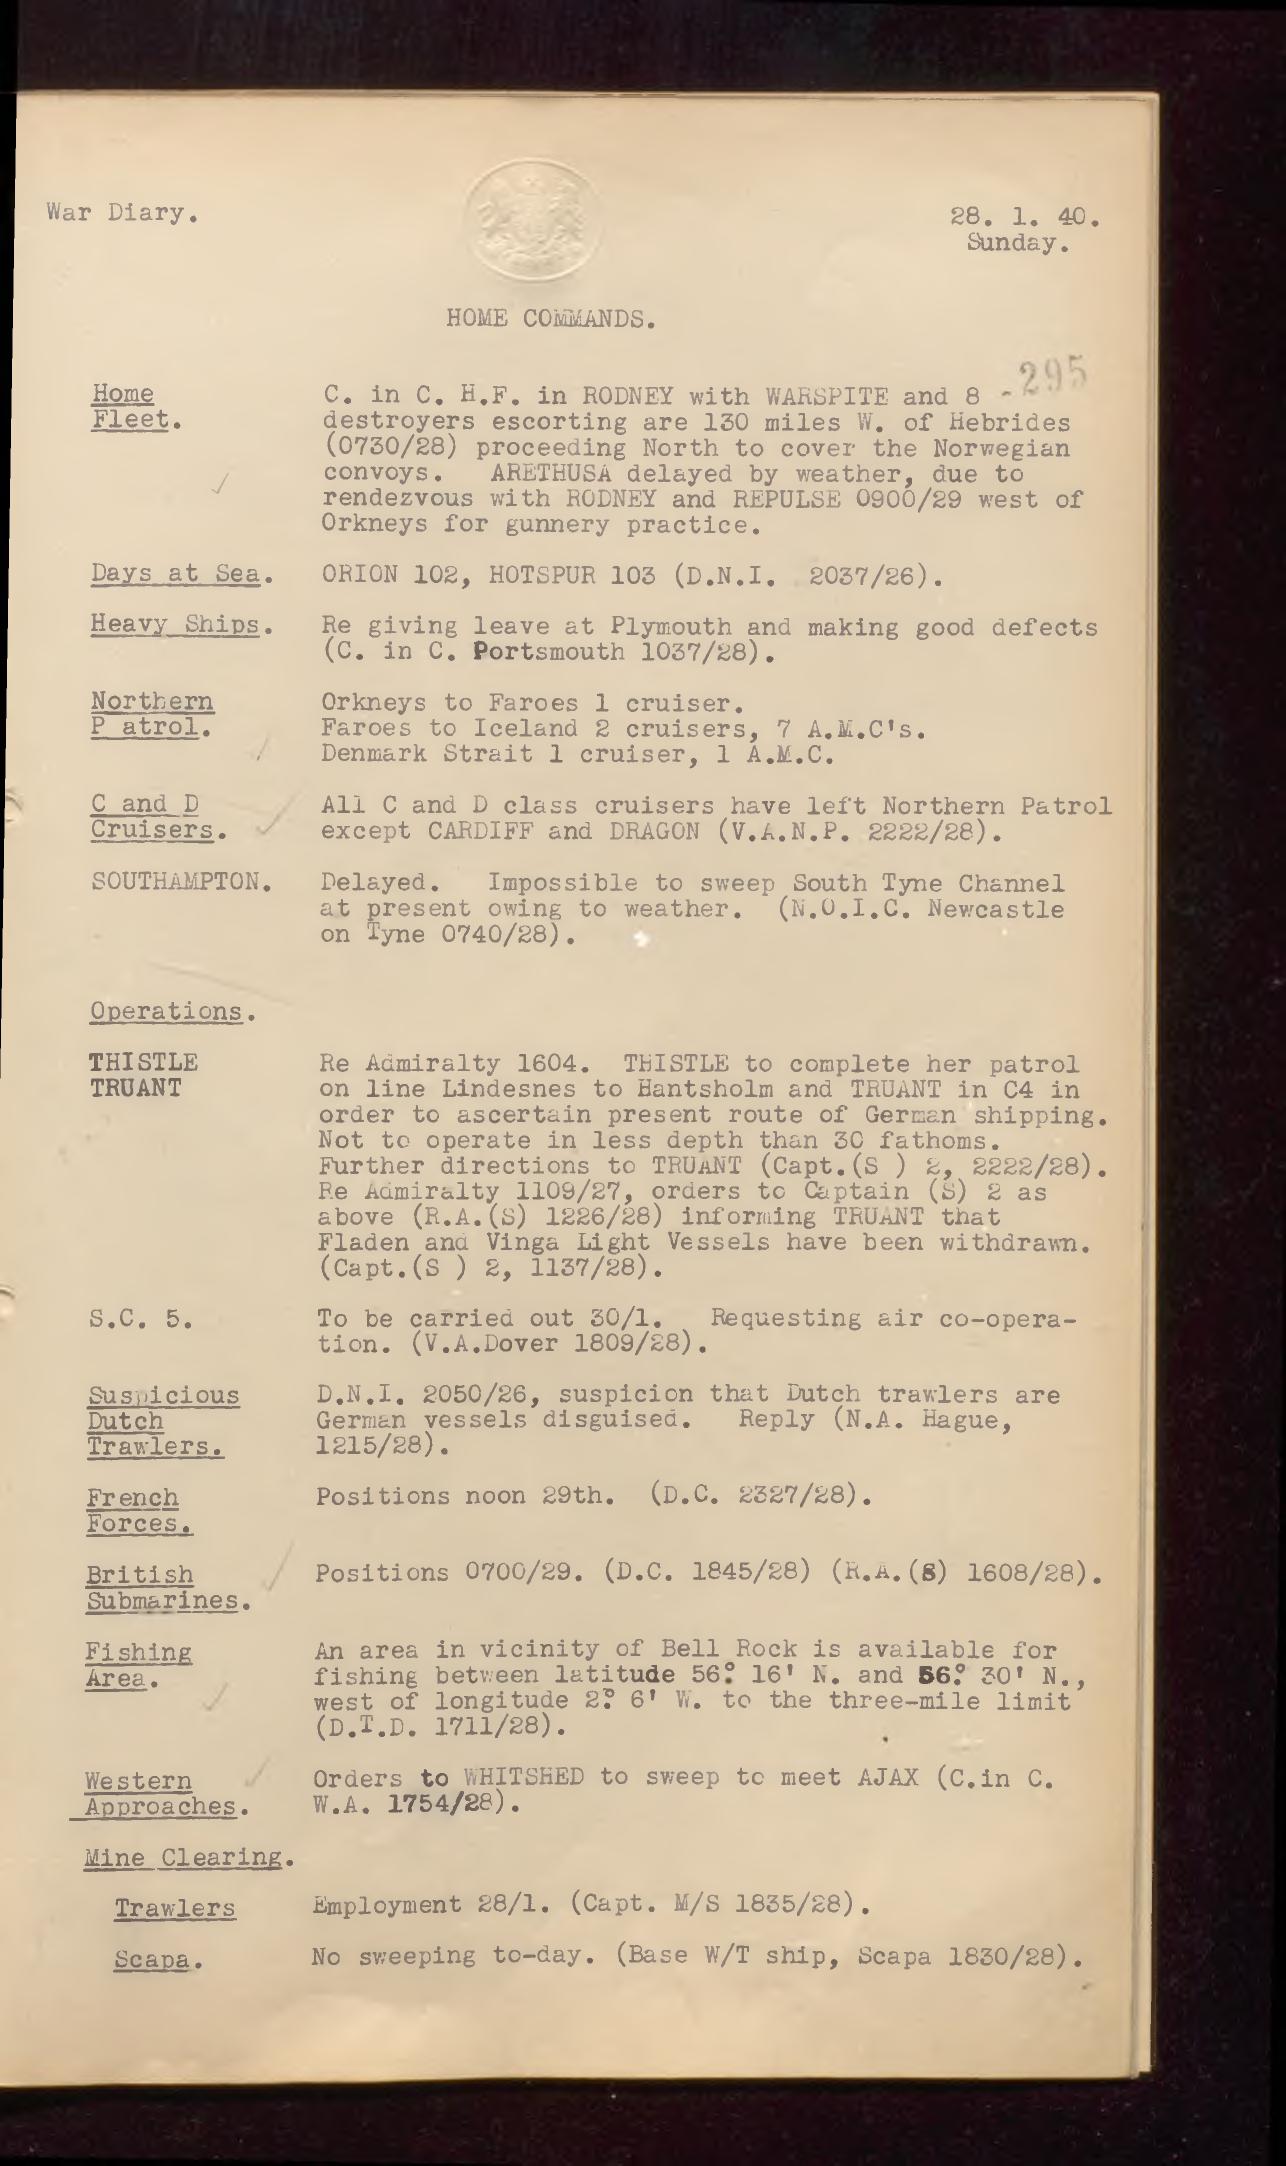 War Diary.
28. 1. 40.
Sunday.
HOME COMMANDS.
295
Home Fleet.
C. in C. H.F. in RODNEY with WARSPITE and 8
destroyers escorting are 130 miles W. of Hebrides
(0730/28) proceeding North to cover the Norwegian
convoys. ARETHUSA delayed by weather, due to
rendezvous with RODNEY and REPULSE 0900/29 west of
Orkneys for gunnery practice.
Days at Sea. ORION 102, HOTSPUR 103 (D.N.I. 2037/26).
Heavy Ships. Re giving leave at Plymouth and making good defects
(C. in C. Portsmouth 1037/28).
Northern
P atrol.
Orkneys to Faroes 1 cruiser.
Faroes to Iceland 2 cruisers, 7 A.M.C's.
Denmark Strait 1 cruiser, 1 A.M.C.
C and D
Cruisers.
All C and D class cruisers have left Northern Patrol
except CARDIFF and DRAGON (V.A.N.P. 2222/28).
SOUTHAMPTON. Delayed. Impossible to sweep South Tyne Channel
at present owing to weather. (N.O.I.C. Newcastle
on Tyne 0740/28).
Operations.
THISTLE
TRUANT
Re Admiralty 1604. THISTLE to complete her patrol
on line Lindesnes to Hantsholm and TRUANT in C4 in
order to ascertain present route of German shipping.
Not to operate in less depth than 30 fathoms.
Further directions to TRUANT (Capt.(S ) 2, 2222/28).
Re Admiralty 1109/27, orders to Captain (S) 2 as
above (R.A.(S) 1226/28) informing TRUANT that
Fladen and Vinga Light Vessels have been withdrawn.
(Capt.(S ) 2, 1137/28).
S.C. 5. To be carried out 30/1. Requesting air co-opera-
tion. (V.A.Dover 1809/28).
Suspicious
Dutch
Trawlers.
D.N.I. 2050/26, suspicion that Dutch trawlers are
German vessels disguised. Reply (N.A. Hague,
1215/28).
French
Forces.
Positions noon 29th. (D.C. 2327/28).
British
Submarines.
Positions 0700/29. (D.C. 1845/28) (R.A.(S) 1608/28).
Fishing
Area.
An area in vicinity of Bell Rock is available for
fishing between latitude 56° 16' N. and 56° 30' N.,
west of longitude 2° 6' W. to the three-mile limit
(D.T.D. 1711/28).
Western
Approaches.
Orders to WHITSHED to sweep to meet AJAX (C.in C.
W.A. 1754/28).
Mine Clearing.
Trawlers Employment 28/1. (Capt. M/S 1835/28).
Scapa. No sweeping to-day. (Base W/T ship, Scapa 1830/28).